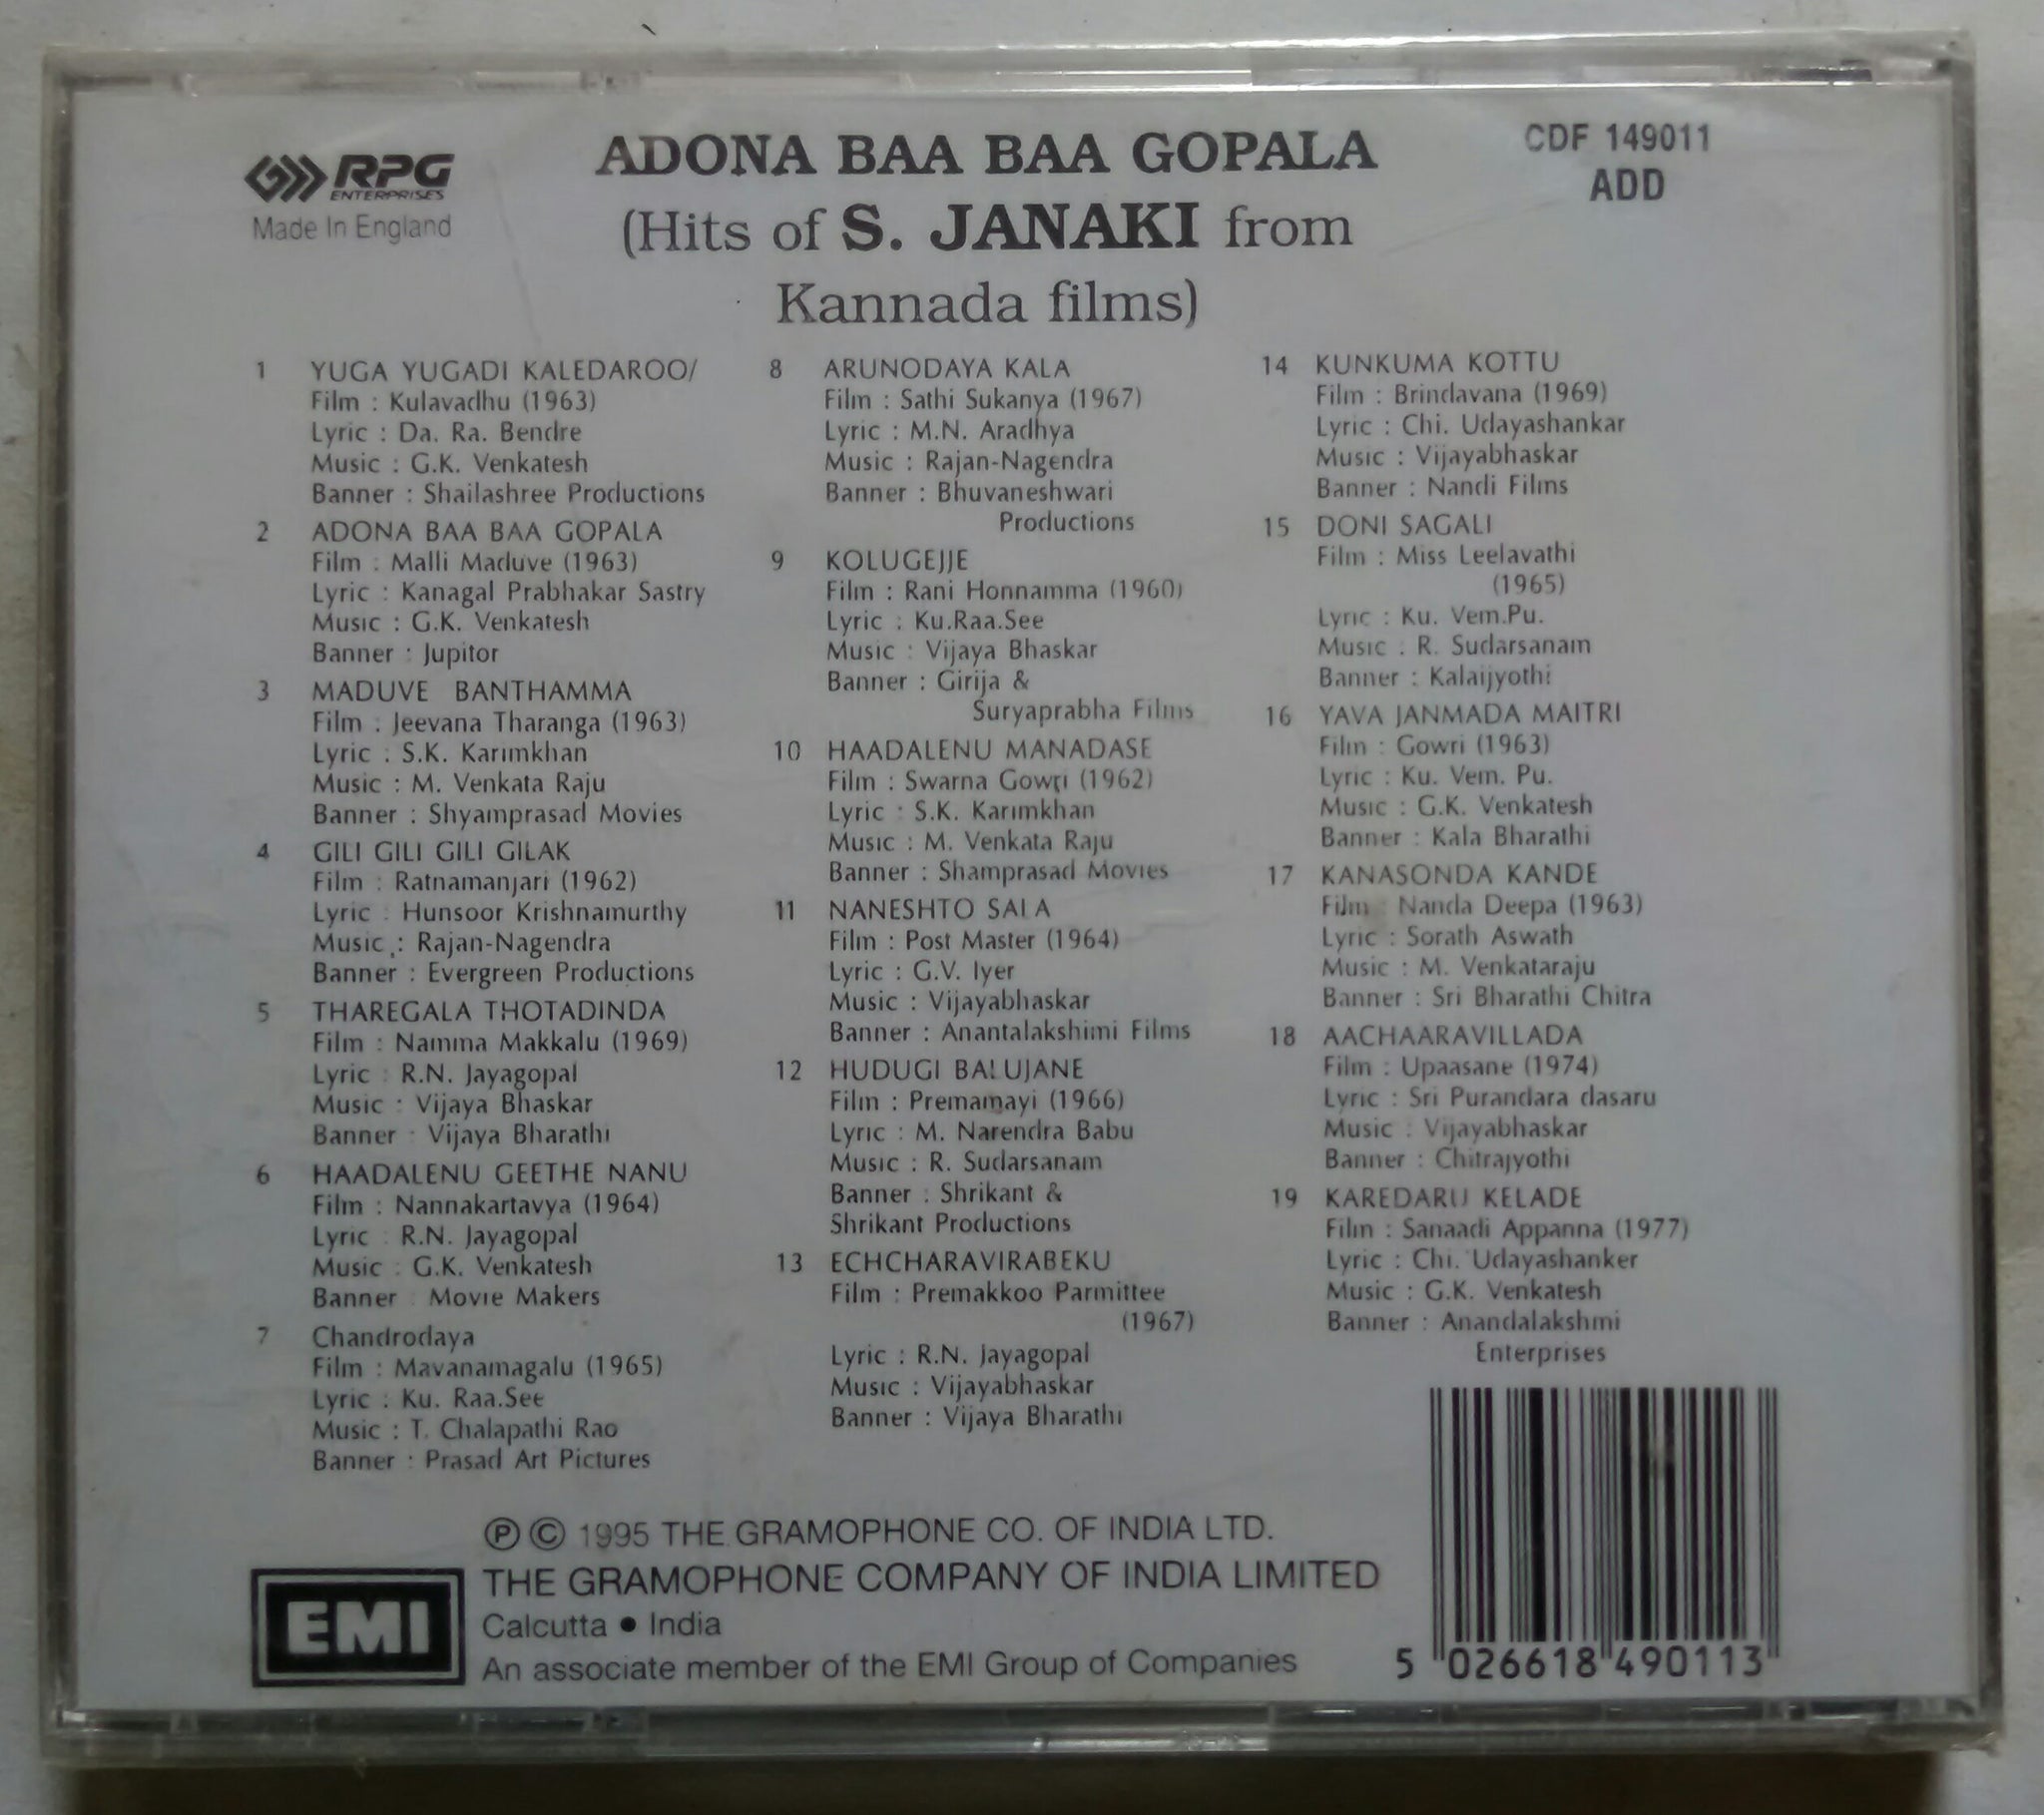 RPG
ENTERPRISES
Made In England
ADONA BAA BAA GOPALA
(Hits of S. JANAKI from
Kannada films)
CDF 149011
ADD
1 YUGA YUGADI KALEDAROO/
Film : Kulavadhu (1963)
Lyric : Da. Ra. Bendre
Music : G.K. Venkatesh
Banner : Shailashree Productions
2 ADONA BAA BAA GOPALA
Film : Malli Maduve (1963)
Lyric : Kanagal Prabhakar Sastry
Music : G.K. Venkatesh
Banner : Jupitor
3 MADUVE BANTHAMMA
Film : Jeevana Tharanga (1963)
Lyric : S.K. Karimkhan
Music : M. Venkata Raju
Banner : Shyamprasad Movies
4 GILI GILI GILI GILAK
Film : Ratnamanjari (1962)
Lyric : Hunsoor Krishnamurthy
Music : Rajan-Nagendra
Banner : Evergreen Productions
5 THAREGALA THOTADINDA
Film : Namma Makkalu (1969)
Lyric : R.N. Jayagopal
Music : Vijaya Bhaskar
Banner : Vijaya Bharathi
6 HAADALENU GEETHE NANU
Film : Nannakartavya (1964)
Lyric : R.N. Jayagopal
Music : G.K. Venkatesh
Banner : Movie Makers
7 Chandrodaya
Film : Mavanamagalu (1965)
Lyric : Ku. Raa.See
Music : T. Chalapathi Rao
Banner : Prasad Art Pictures
8 ARUNODAYA KALA
Film : Sathi Sukanya (1967)
Lyric : M.N. Aradhya
Music : Rajan-Nagendra
Banner : Bhuvaneshwari
Productions
9 KOLUGEJJE
Film : Rani Honnamma (1960)
Lyric : Ku.Raa.See
Music : Vijaya Bhaskar
Banner : Girija &
Suryaprabha Films
10 HAADALENU MANADASE
Film : Swarna Gowri (1962)
Lyric : S.K. Karimkhan
Music : M. Venkata Raju
Banner : Shamprasad Movies
11 NANESHTO SALA
Film : Post Master (1964)
Lyric : G.V. Iyer
Music : Vijayabhaskar
Banner : Anantalakshimi Films
12 HUDUGI BALUJANE
Film : Premamayi (1966)
Lyric : M. Narendra Babu
Music : R. Sudarsanam
Banner : Shrikant &
Shrikant Productions
13 ECHCHARAVIRABEKU
Film : Premakkoo Parmittee
(1967)
Lyric : R.N. Jayagopal
Music : Vijayabhaskar
Banner : Vijaya Bharathi
14 KUNKUMA KOTTU
Film : Brindavana (1969)
Lyric : Chi. Udayashankar
Music : Vijayabhaskar
Banner : Nandi Films
15 DONI SAGALI
Film : Miss Leelavathi
(1965)
Lyric : Ku. Vem.Pu.
Music : R. Sudarsanam
Banner : Kalaijyothi
16 YAVA JANMADA MAITRI
Film : Gowri (1963)
Lyric : Ku. Vem. Pu.
Music : G.K. Venkatesh
Banner : Kala Bharathi
17 KANASONDA KANDE
Film : Nanda Deepa (1963)
Lyric : Sorath Aswath
Music : M. Venkataraju
Banner : Sri Bharathi Chitra
18 AACHAARAVILLADA
Film : Upaasane (1974)
Lyric : Sri Purandara dasaru
Music : Vijayabhaskar
Banner : Chitrajyothi
19 KAREDARU KELADE
Film : Sanaadi Appanna (1977)
Lyric : Chi. Udayashanker
Music : G.K. Venkatesh
Banner : Anandalakshmi
Enterprises
℗ © 1995 THE GRAMOPHONE CO. OF INDIA LTD.
THE GRAMOPHONE COMPANY OF INDIA LIMITED
Calcutta • India
An associate member of the EMI Group of Companies
EMI
5 026618 490113